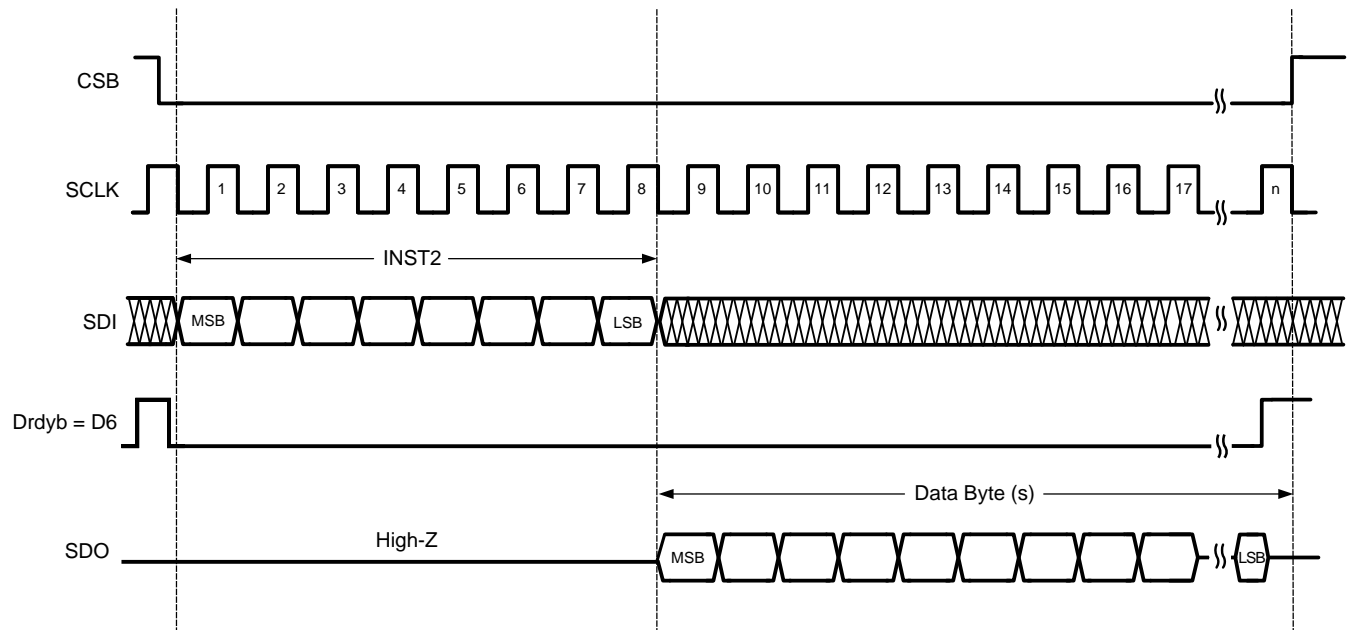 CSB
SCLK
1 2 3 4 5 6 7 8 9 10 11 12 13 14 15 16 17 n
INST2
SDI
MSB LSB
Drdyb = D6
Data Byte (s)
SDO
High-Z
MSB LSB